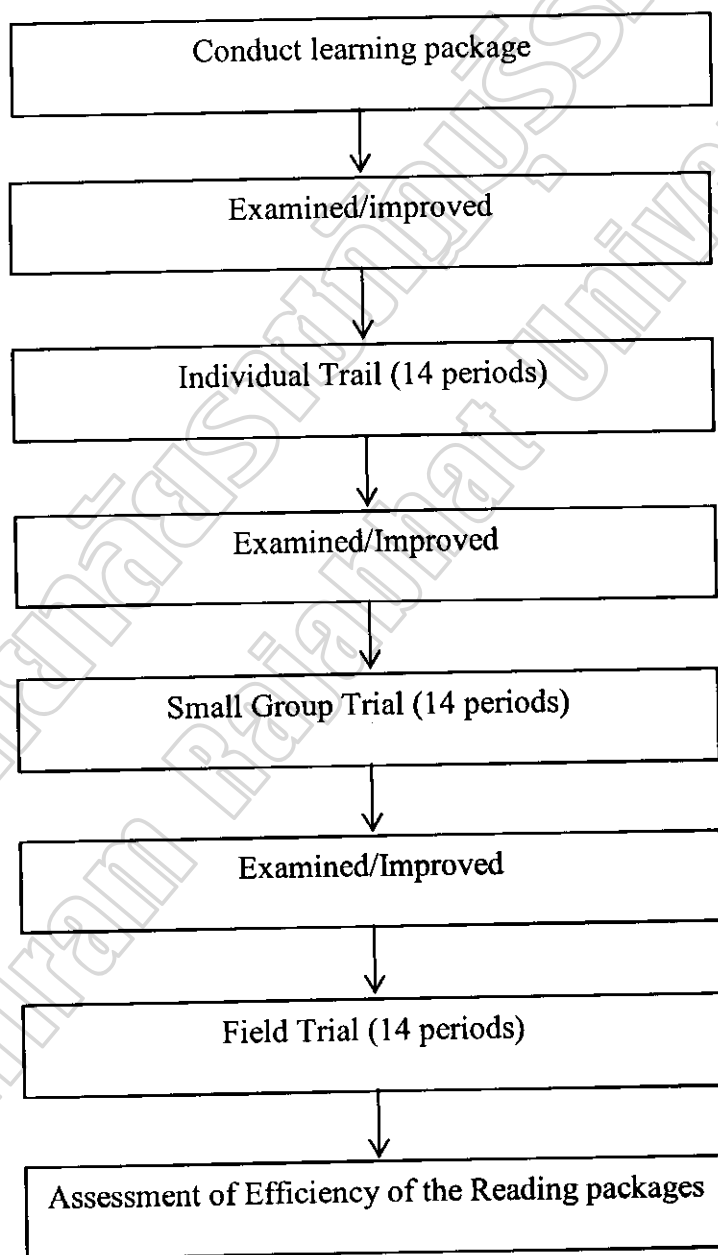 Conduct learning package
Examined/improved
Individual Trail (14 periods)
Examined/Improved
Small Group Trial (14 periods)
Examined/Improved
Field Trial (14 periods)
Assessment of Efficiency of the Reading packages